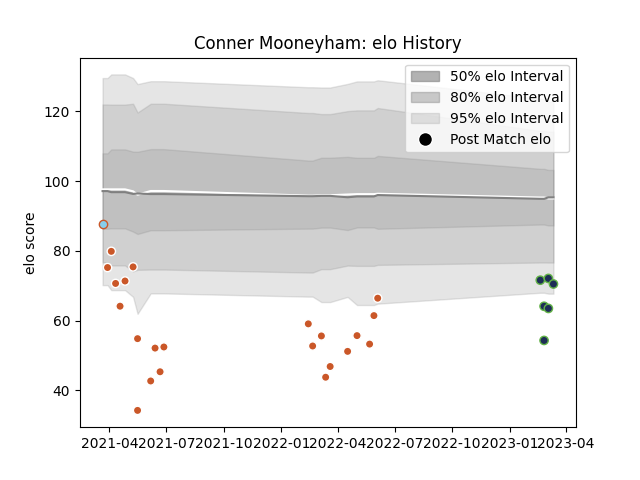 Conner Mooneyham: elo History
50% elo Interval
80% elo Interval
95% elo Interval
Post Match elo
elo score
120
100
80
60
40
2021-04 2021-07 2021-10 2022-01 2022-04 2022-07 2022-10 2023-01 2023-04